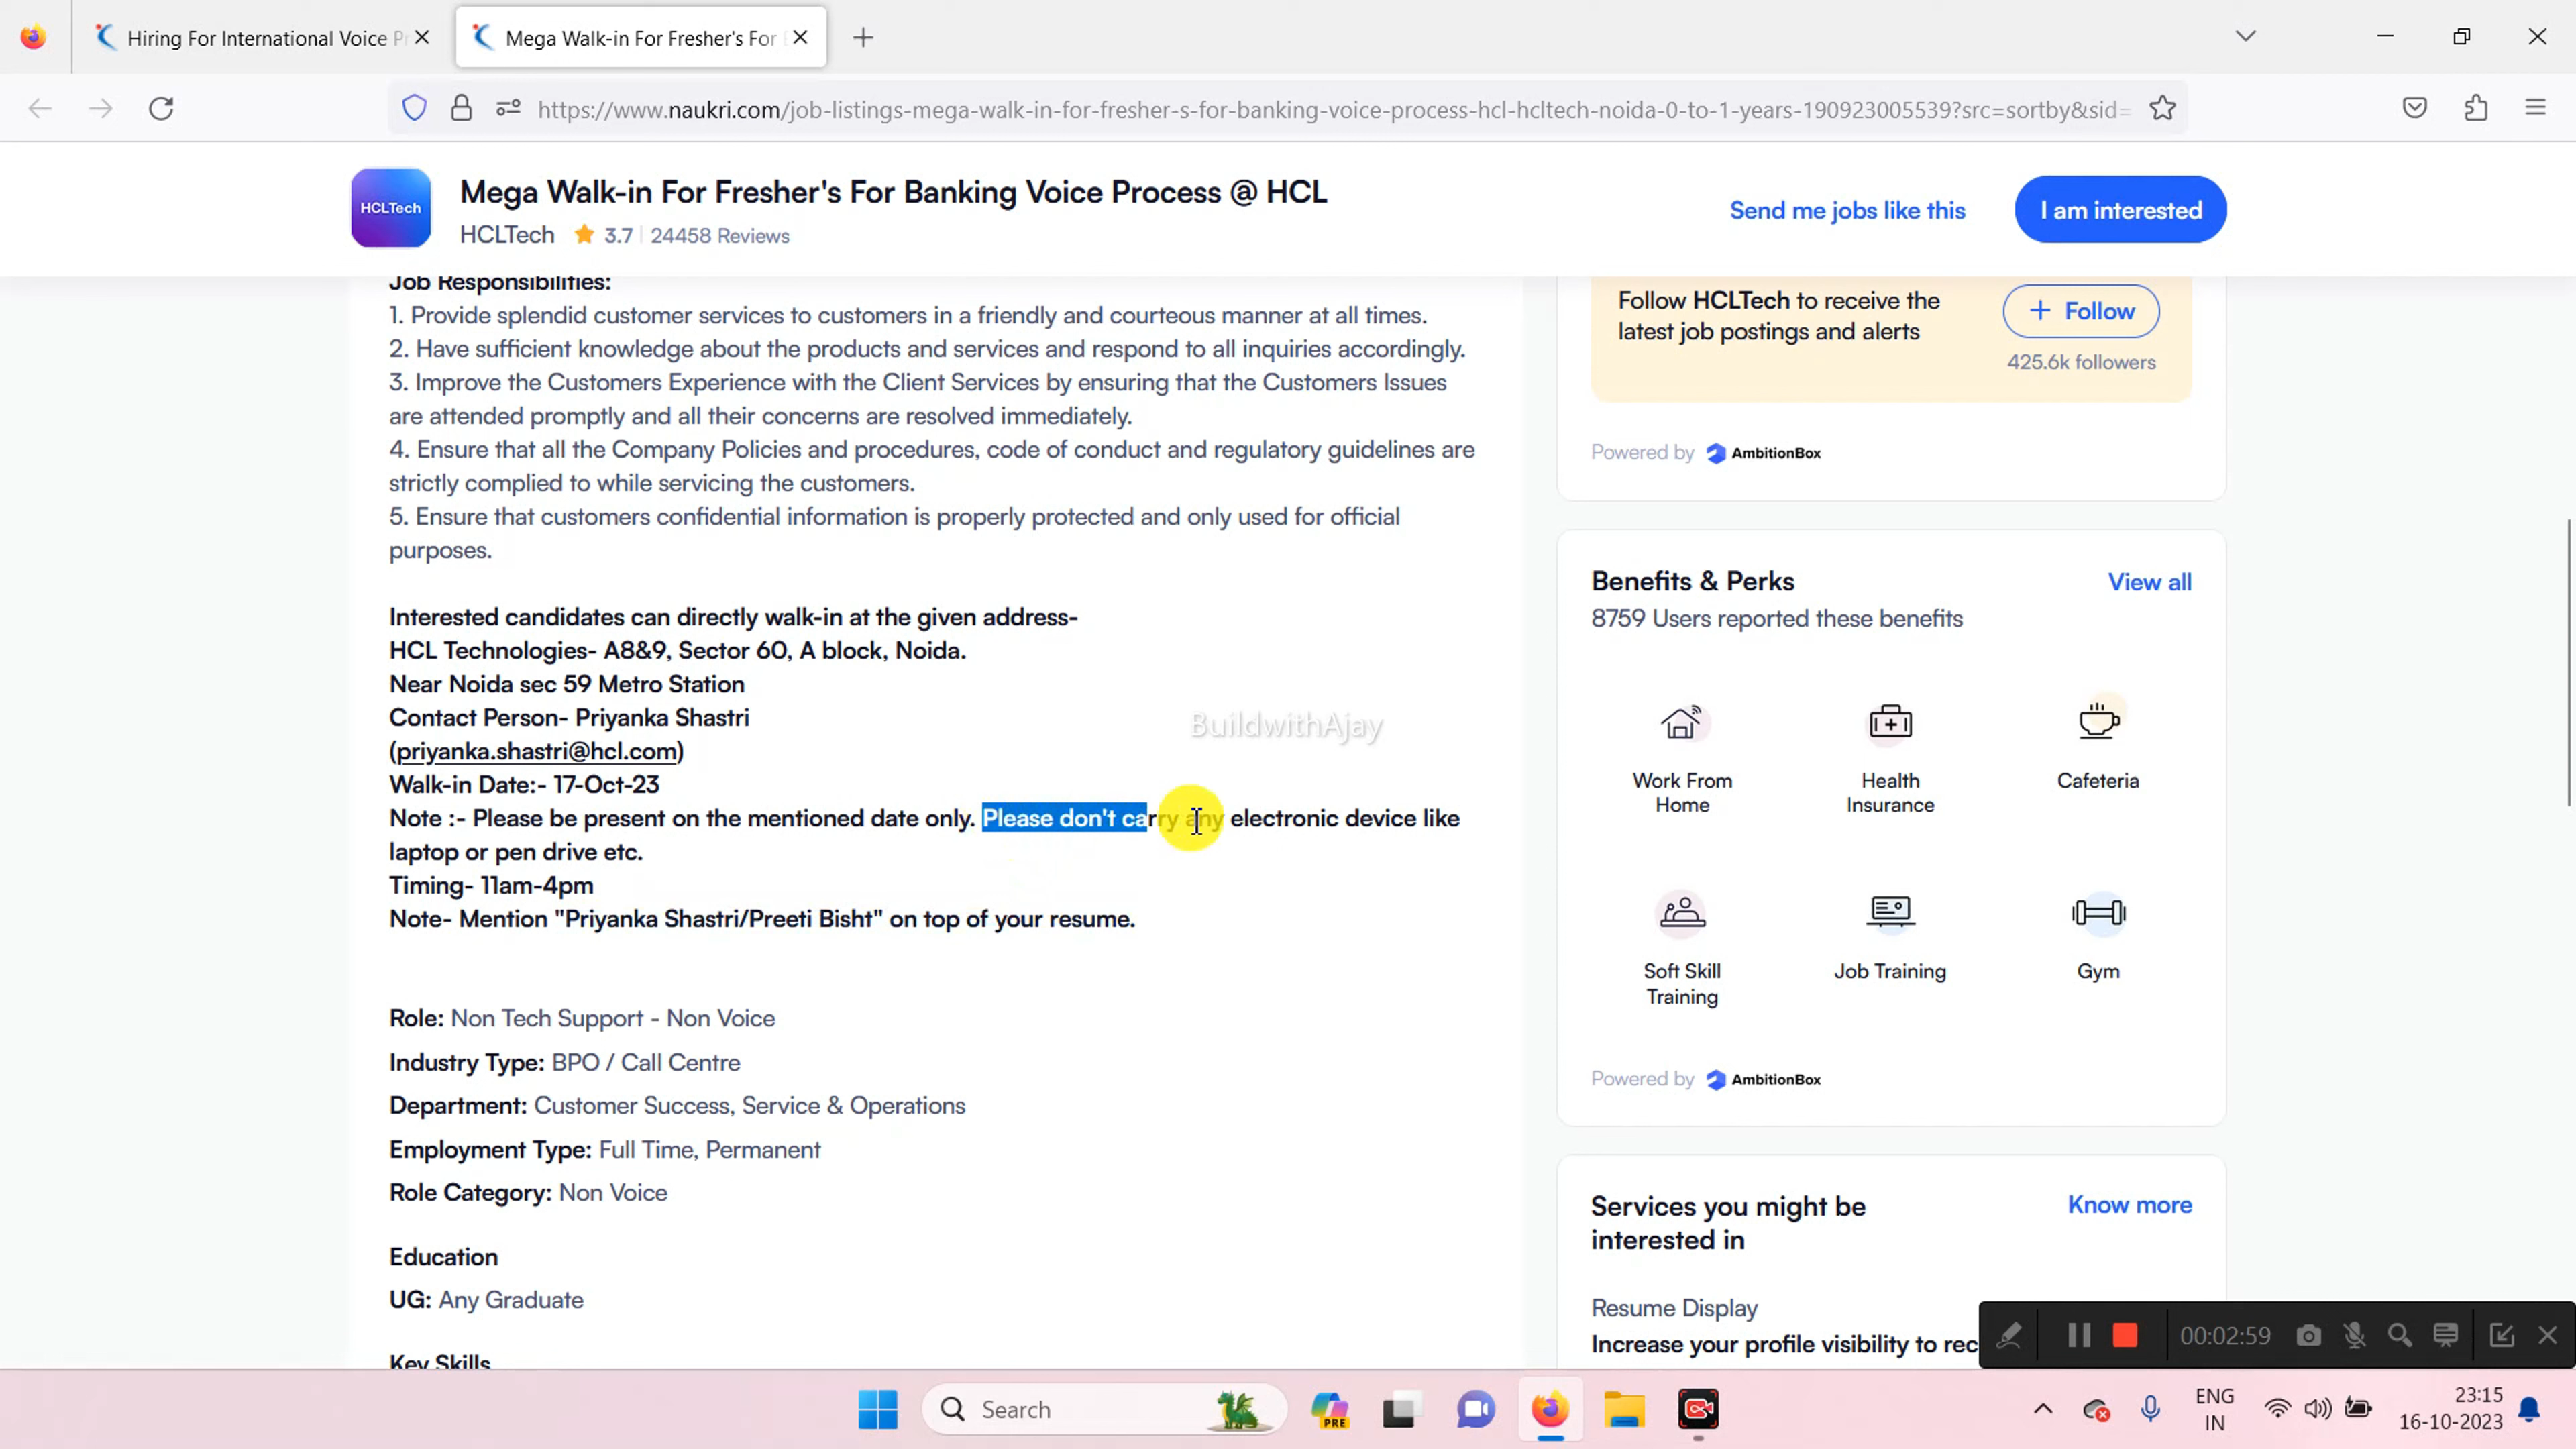 Hiring For International Voice Pr
Mega Walk-in For Fresher's For
https://www.naukri.com/job-listings-mega-walk-in-for-fresher-s-for-banking-voice-process-hcl-hcltech-noida-0-to-1-years-190923005539?src=sortby&sid=
HCLTech
Mega Walk-in For Fresher's For Banking Voice Process @ HCL
HCLTech 3.7 24458 Reviews
Send me jobs like this
I am interested
Job Responsibilities:
1. Provide splendid customer services to customers in a friendly and courteous manner at all times.
2. Have sufficient knowledge about the products and services and respond to all inquiries accordingly.
3. Improve the Customers Experience with the Client Services by ensuring that the Customers Issues
are attended promptly and all their concerns are resolved immediately.
4. Ensure that all the Company Policies and procedures, code of conduct and regulatory guidelines are
strictly complied to while servicing the customers.
5. Ensure that customers confidential information is properly protected and only used for official
purposes.
Interested candidates can directly walk-in at the given address-
HCL Technologies- A8&9, Sector 60, A block, Noida.
Near Noida sec 59 Metro Station
Contact Person- Priyanka Shastri
(priyanka.shastri@hcl.com)
Walk-in Date:- 17-Oct-23
Note :- Please be present on the mentioned date only. Please don't carry any electronic device like
laptop or pen drive etc.
Timing- 11am-4pm
Note- Mention "Priyanka Shastri/Preeti Bisht" on top of your resume.
BuildwithAjay
Role: Non Tech Support - Non Voice
Industry Type: BPO / Call Centre
Department: Customer Success, Service & Operations
Employment Type: Full Time, Permanent
Role Category: Non Voice
Education
UG: Any Graduate
Key Skills
Follow HCLTech to receive the
latest job postings and alerts
+ Follow
425.6k followers
Powered by AmbitionBox
Benefits & Perks
View all
8759 Users reported these benefits
Work From
Home
Health
Insurance
Cafeteria
Soft Skill
Training
Job Training
Gym
Powered by AmbitionBox
Services you might be
interested in
Know more
Resume Display
Increase your profile visibility to rec
00:02:59
Search
PRE
ENG
IN
23:15
16-10-2023